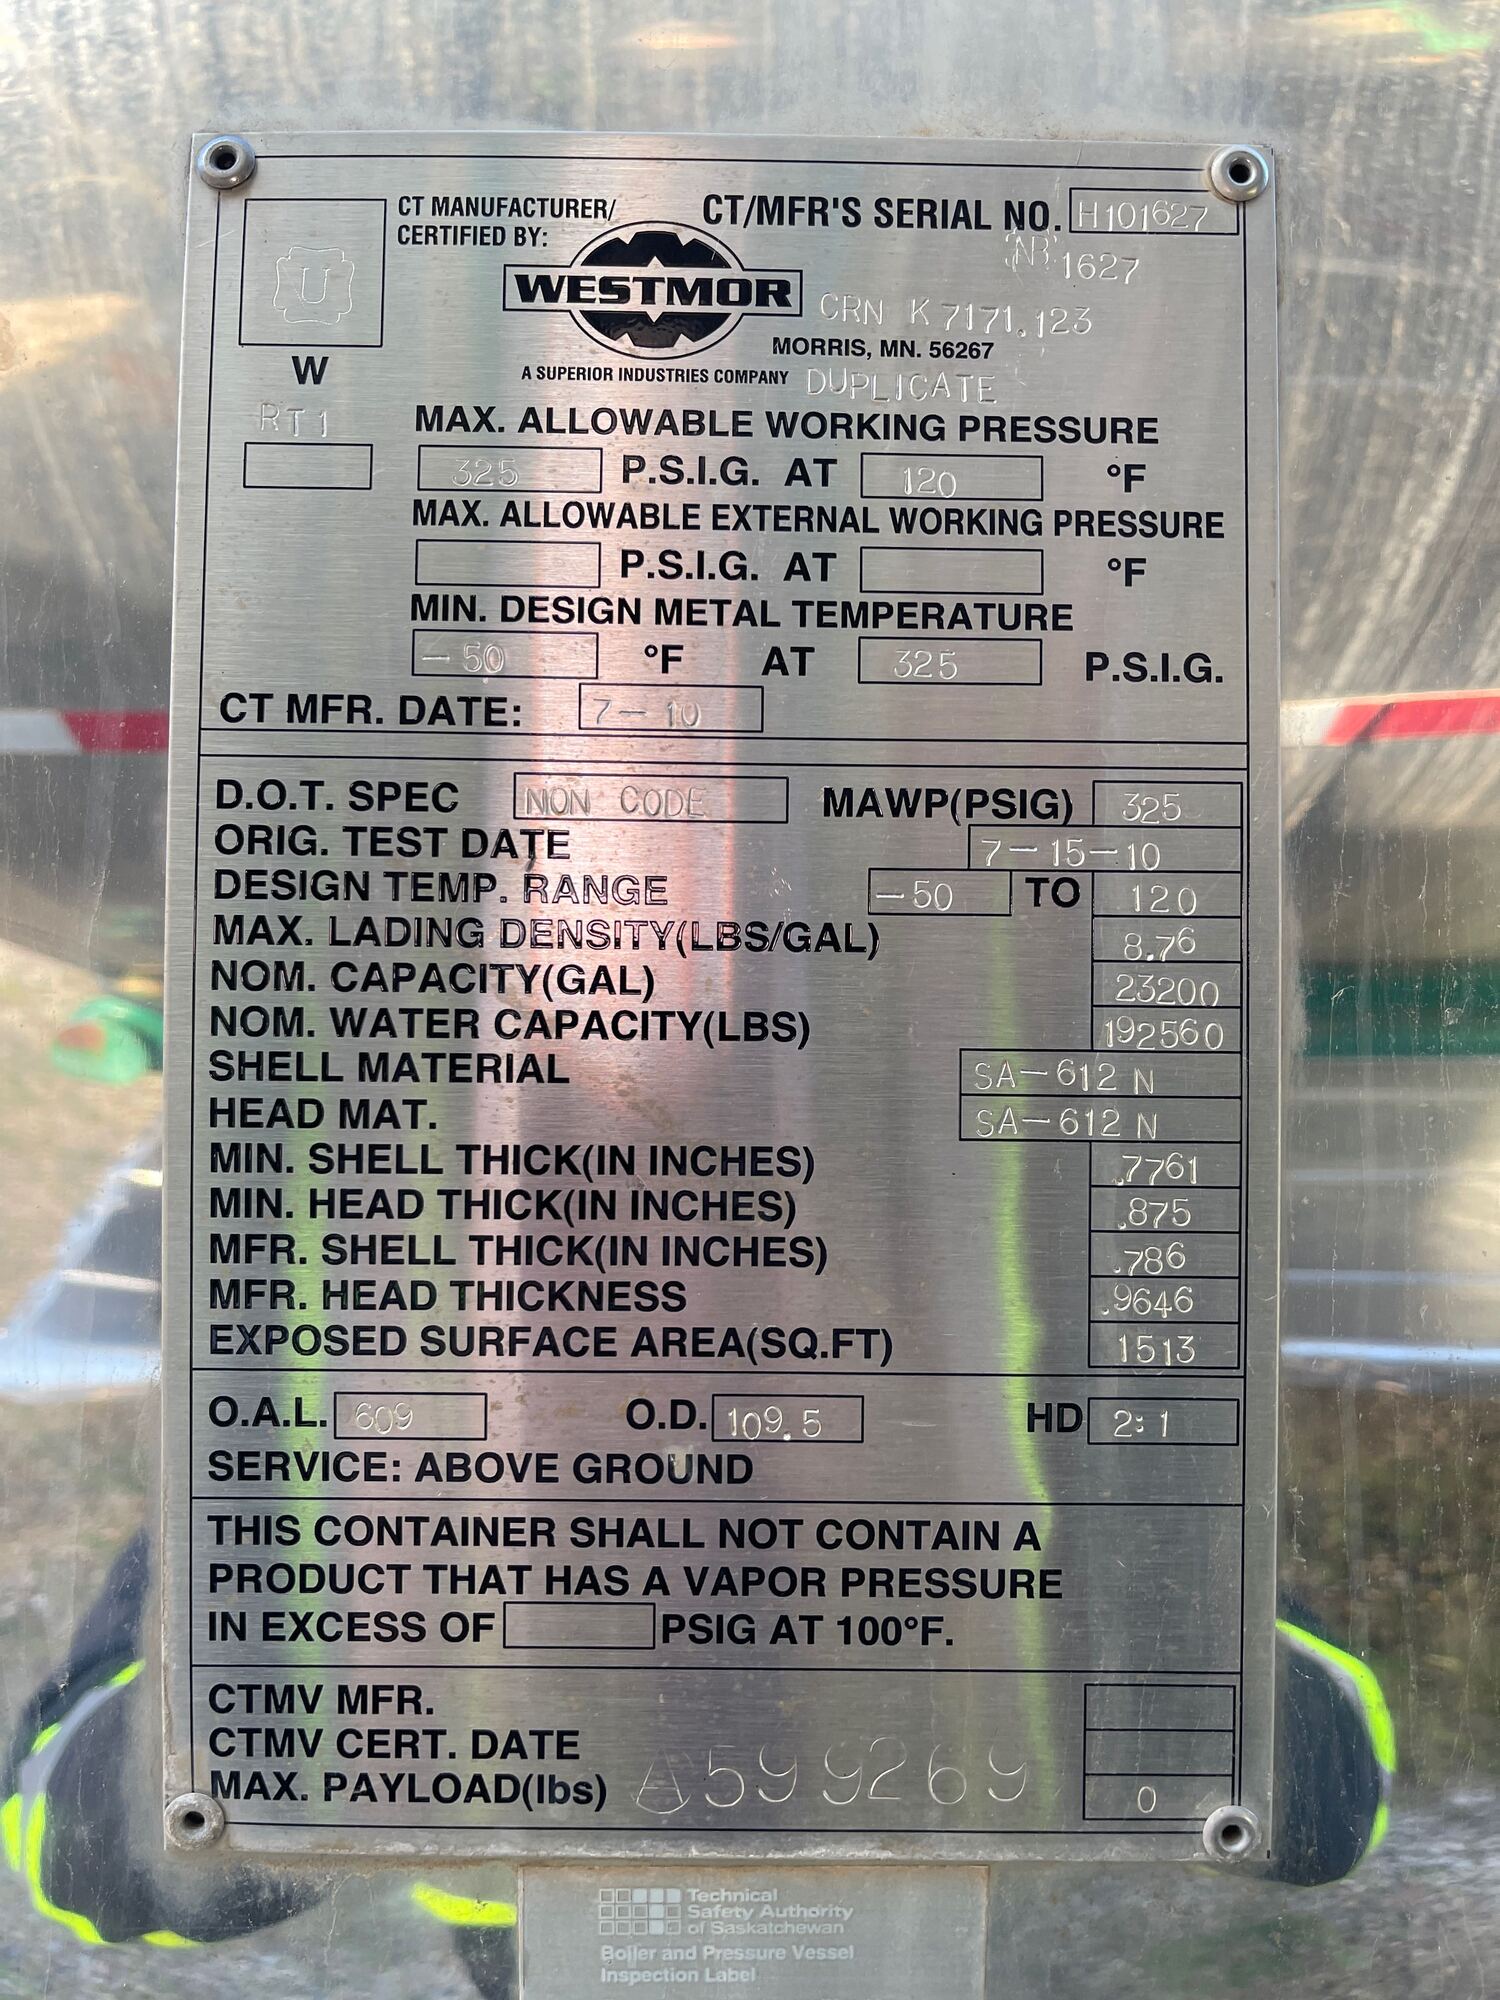 CT MANUFACTURER/
CERTIFIED BY:
CT/MFR'S SERIAL NO. H101627
NB 1627
U
WESTMOR
CRN K7171.123
MORRIS, MN. 56267
A SUPERIOR INDUSTRIES COMPANY
DUPLICATE
W
RT1
MAX. ALLOWABLE WORKING PRESSURE
325 P.S.I.G. AT 120 °F
MAX. ALLOWABLE EXTERNAL WORKING PRESSURE
P.S.I.G. AT °F
MIN. DESIGN METAL TEMPERATURE
-50 °F AT 325 P.S.I.G.
CT MFR. DATE: 7-10
D.O.T. SPEC NON CODE MAWP(PSIG) 325
ORIG. TEST DATE 7-15-10
DESIGN TEMP. RANGE -50 TO 120
MAX. LADING DENSITY(LBS/GAL) 8.76
NOM. CAPACITY(GAL) 23200
NOM. WATER CAPACITY(LBS) 192560
SHELL MATERIAL SA-612 N
HEAD MAT. SA-612 N
MIN. SHELL THICK(IN INCHES) .7761
MIN. HEAD THICK(IN INCHES) .875
MFR. SHELL THICK(IN INCHES) .786
MFR. HEAD THICKNESS .9646
EXPOSED SURFACE AREA(SQ.FT) 1513
O.A.L. 609 O.D. 109.5 HD 2:1
SERVICE: ABOVE GROUND
THIS CONTAINER SHALL NOT CONTAIN A
PRODUCT THAT HAS A VAPOR PRESSURE
IN EXCESS OF PSIG AT 100°F.
CTMV MFR.
CTMV CERT. DATE
MAX. PAYLOAD(lbs) A599269 0
Technical
Safety Authority
of Saskatchewan
Boiler and Pressure Vessel
Inspection Label